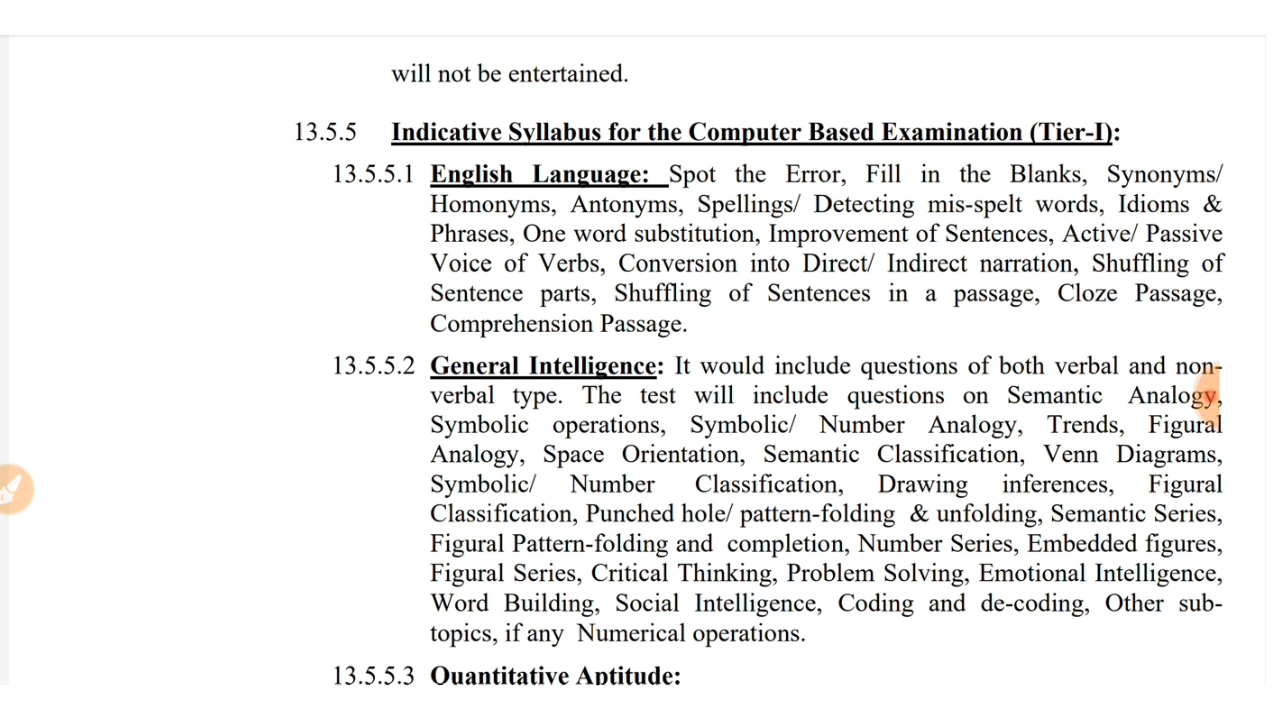 will not be entertained.
13.5.5 Indicative Syllabus for the Computer Based Examination (Tier-I):
13.5.5.1 English Language: Spot the Error, Fill in the Blanks, Synonyms/
Homonyms, Antonyms, Spellings/ Detecting mis-spelt words, Idioms &
Phrases, One word substitution, Improvement of Sentences, Active/ Passive
Voice of Verbs, Conversion into Direct/ Indirect narration, Shuffling of
Sentence parts, Shuffling of Sentences in a passage, Cloze Passage,
Comprehension Passage.
13.5.5.2 General Intelligence: It would include questions of both verbal and non-
verbal type. The test will include questions on Semantic Analogy,
Symbolic operations, Symbolic/ Number Analogy, Trends, Figural
Analogy, Space Orientation, Semantic Classification, Venn Diagrams,
Symbolic/ Number Classification, Drawing inferences, Figural
Classification, Punched hole/ pattern-folding & unfolding, Semantic Series,
Figural Pattern-folding and completion, Number Series, Embedded figures,
Figural Series, Critical Thinking, Problem Solving, Emotional Intelligence,
Word Building, Social Intelligence, Coding and de-coding, Other sub-
topics, if any Numerical operations.
13.5.5.3 Quantitative Aptitude: